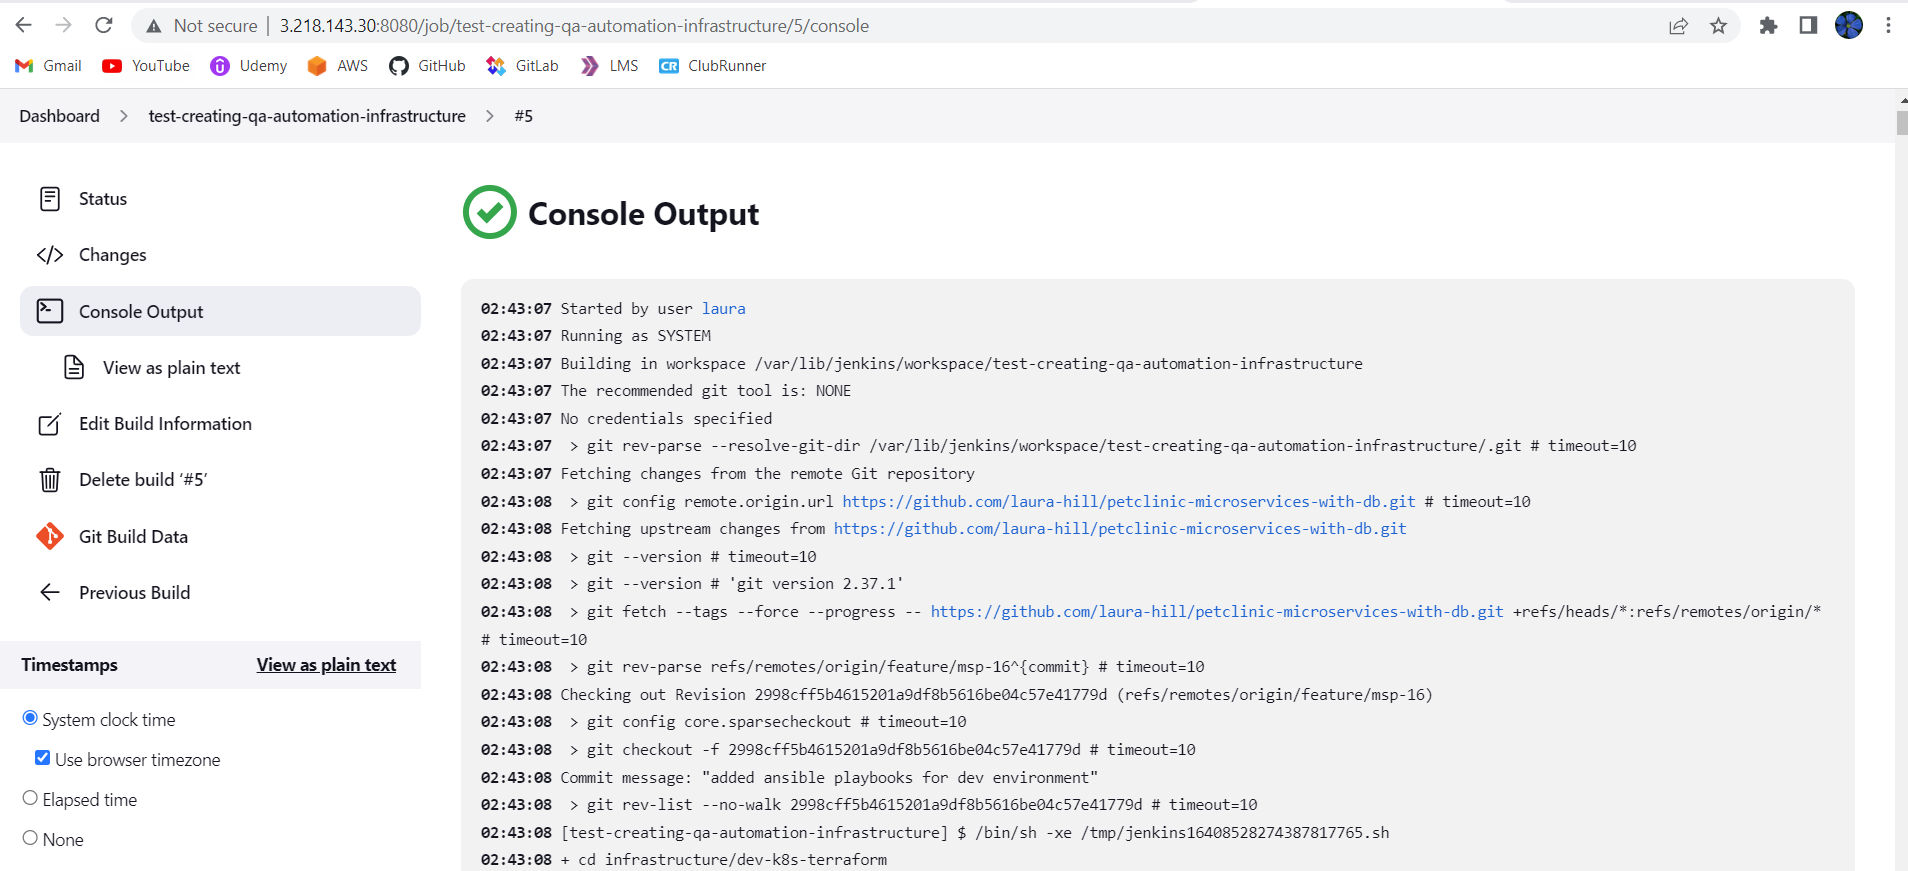 Not secure | 3.218.143.30:8080/job/test-creating-qa-automation-infrastructure/5/console
Gmail YouTube Udemy AWS GitHub GitLab LMS CR ClubRunner
Dashboard > test-creating-qa-automation-infrastructure > #5
Status
Changes
Console Output
View as plain text
Edit Build Information
Delete build ‘#5’
Git Build Data
Previous Build
Timestamps View as plain text
System clock time
Use browser timezone
Elapsed time
None
Console Output
02:43:07 Started by user laura
02:43:07 Running as SYSTEM
02:43:07 Building in workspace /var/lib/jenkins/workspace/test-creating-qa-automation-infrastructure
02:43:07 The recommended git tool is: NONE
02:43:07 No credentials specified
02:43:07  > git rev-parse --resolve-git-dir /var/lib/jenkins/workspace/test-creating-qa-automation-infrastructure/.git # timeout=10
02:43:07 Fetching changes from the remote Git repository
02:43:08  > git config remote.origin.url https://github.com/laura-hill/petclinic-microservices-with-db.git # timeout=10
02:43:08 Fetching upstream changes from https://github.com/laura-hill/petclinic-microservices-with-db.git
02:43:08  > git --version # timeout=10
02:43:08  > git --version # 'git version 2.37.1'
02:43:08  > git fetch --tags --force --progress -- https://github.com/laura-hill/petclinic-microservices-with-db.git +refs/heads/*:refs/remotes/origin/*
# timeout=10
02:43:08  > git rev-parse refs/remotes/origin/feature/msp-16^{commit} # timeout=10
02:43:08 Checking out Revision 2998cff5b4615201a9df8b5616be04c57e41779d (refs/remotes/origin/feature/msp-16)
02:43:08  > git config core.sparsecheckout # timeout=10
02:43:08  > git checkout -f 2998cff5b4615201a9df8b5616be04c57e41779d # timeout=10
02:43:08 Commit message: "added ansible playbooks for dev environment"
02:43:08  > git rev-list --no-walk 2998cff5b4615201a9df8b5616be04c57e41779d # timeout=10
02:43:08 [test-creating-qa-automation-infrastructure] $ /bin/sh -xe /tmp/jenkins16408528274387817765.sh
02:43:08 + cd infrastructure/dev-k8s-terraform